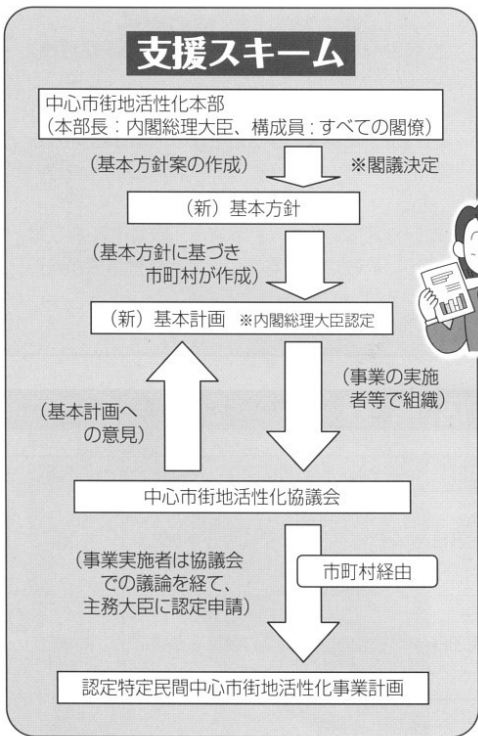 支援スキーム
中心市街地活性化本部
(本部長:内閣総理大臣、構成員:すべての閣僚)
(基本方針案の作成)
※閣議決定
(新)基本方針
(基本方針に基づき
市町村が作成)
(新)基本計画 ※内閣総理大臣認定
(基本計画へ
の意見)
(事業の実施
者等で組織)
中心市街地活性化協議会
(事業実施者は協議会
での議論を経て、
主務大臣に認定申請)
市町村経由
認定特定民間中心市街地活性化事業計画